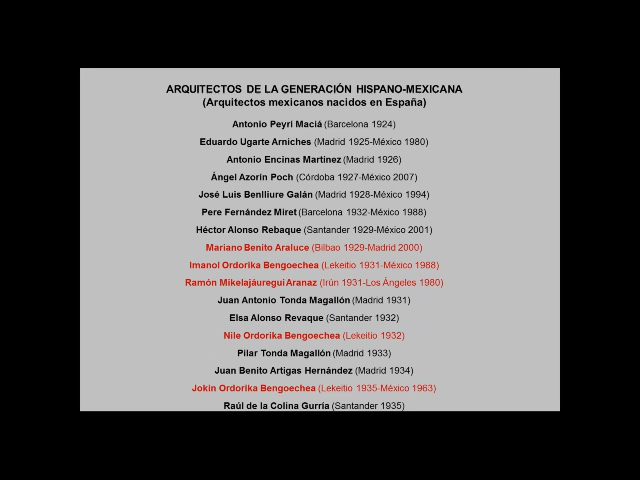 ARQUITECTOS DE LA GENERACIÓN HISPANO-MEXICANA
(Arquitectos mexicanos nacidos en España)
Antonio Peyrí Maciá (Barcelona 1924)
Eduardo Ugarte Arniches (Madrid 1925-México 1980)
Antonio Encinas Martínez (Madrid 1926)
Ángel Azorín Poch (Córdoba 1927-México 2007)
José Luis Benlliure Galán (Madrid 1928-México 1994)
Pere Fernández Miret (Barcelona 1932-México 1988)
Héctor Alonso Rebaque (Santander 1929-México 2001)
Mariano Benito Araluce (Bilbao 1929-Madrid 2000)
Imanol Ordorika Bengoechea (Lekeitio 1931-México 1988)
Ramón Mikelajáuregui Aranaz (Irún 1931-Los Ángeles 1980)
Juan Antonio Tonda Magallón (Madrid 1931)
Elsa Alonso Revaque (Santander 1932)
Nile Ordorika Bengoechea (Lekeitio 1932)
Pilar Tonda Magallón (Madrid 1933)
Juan Benito Artigas Hernández (Madrid 1934)
Jokin Ordorika Bengoechea (Lekeitio 1935-México 1963)
Raúl de la Colina Gurría (Santander 1935)